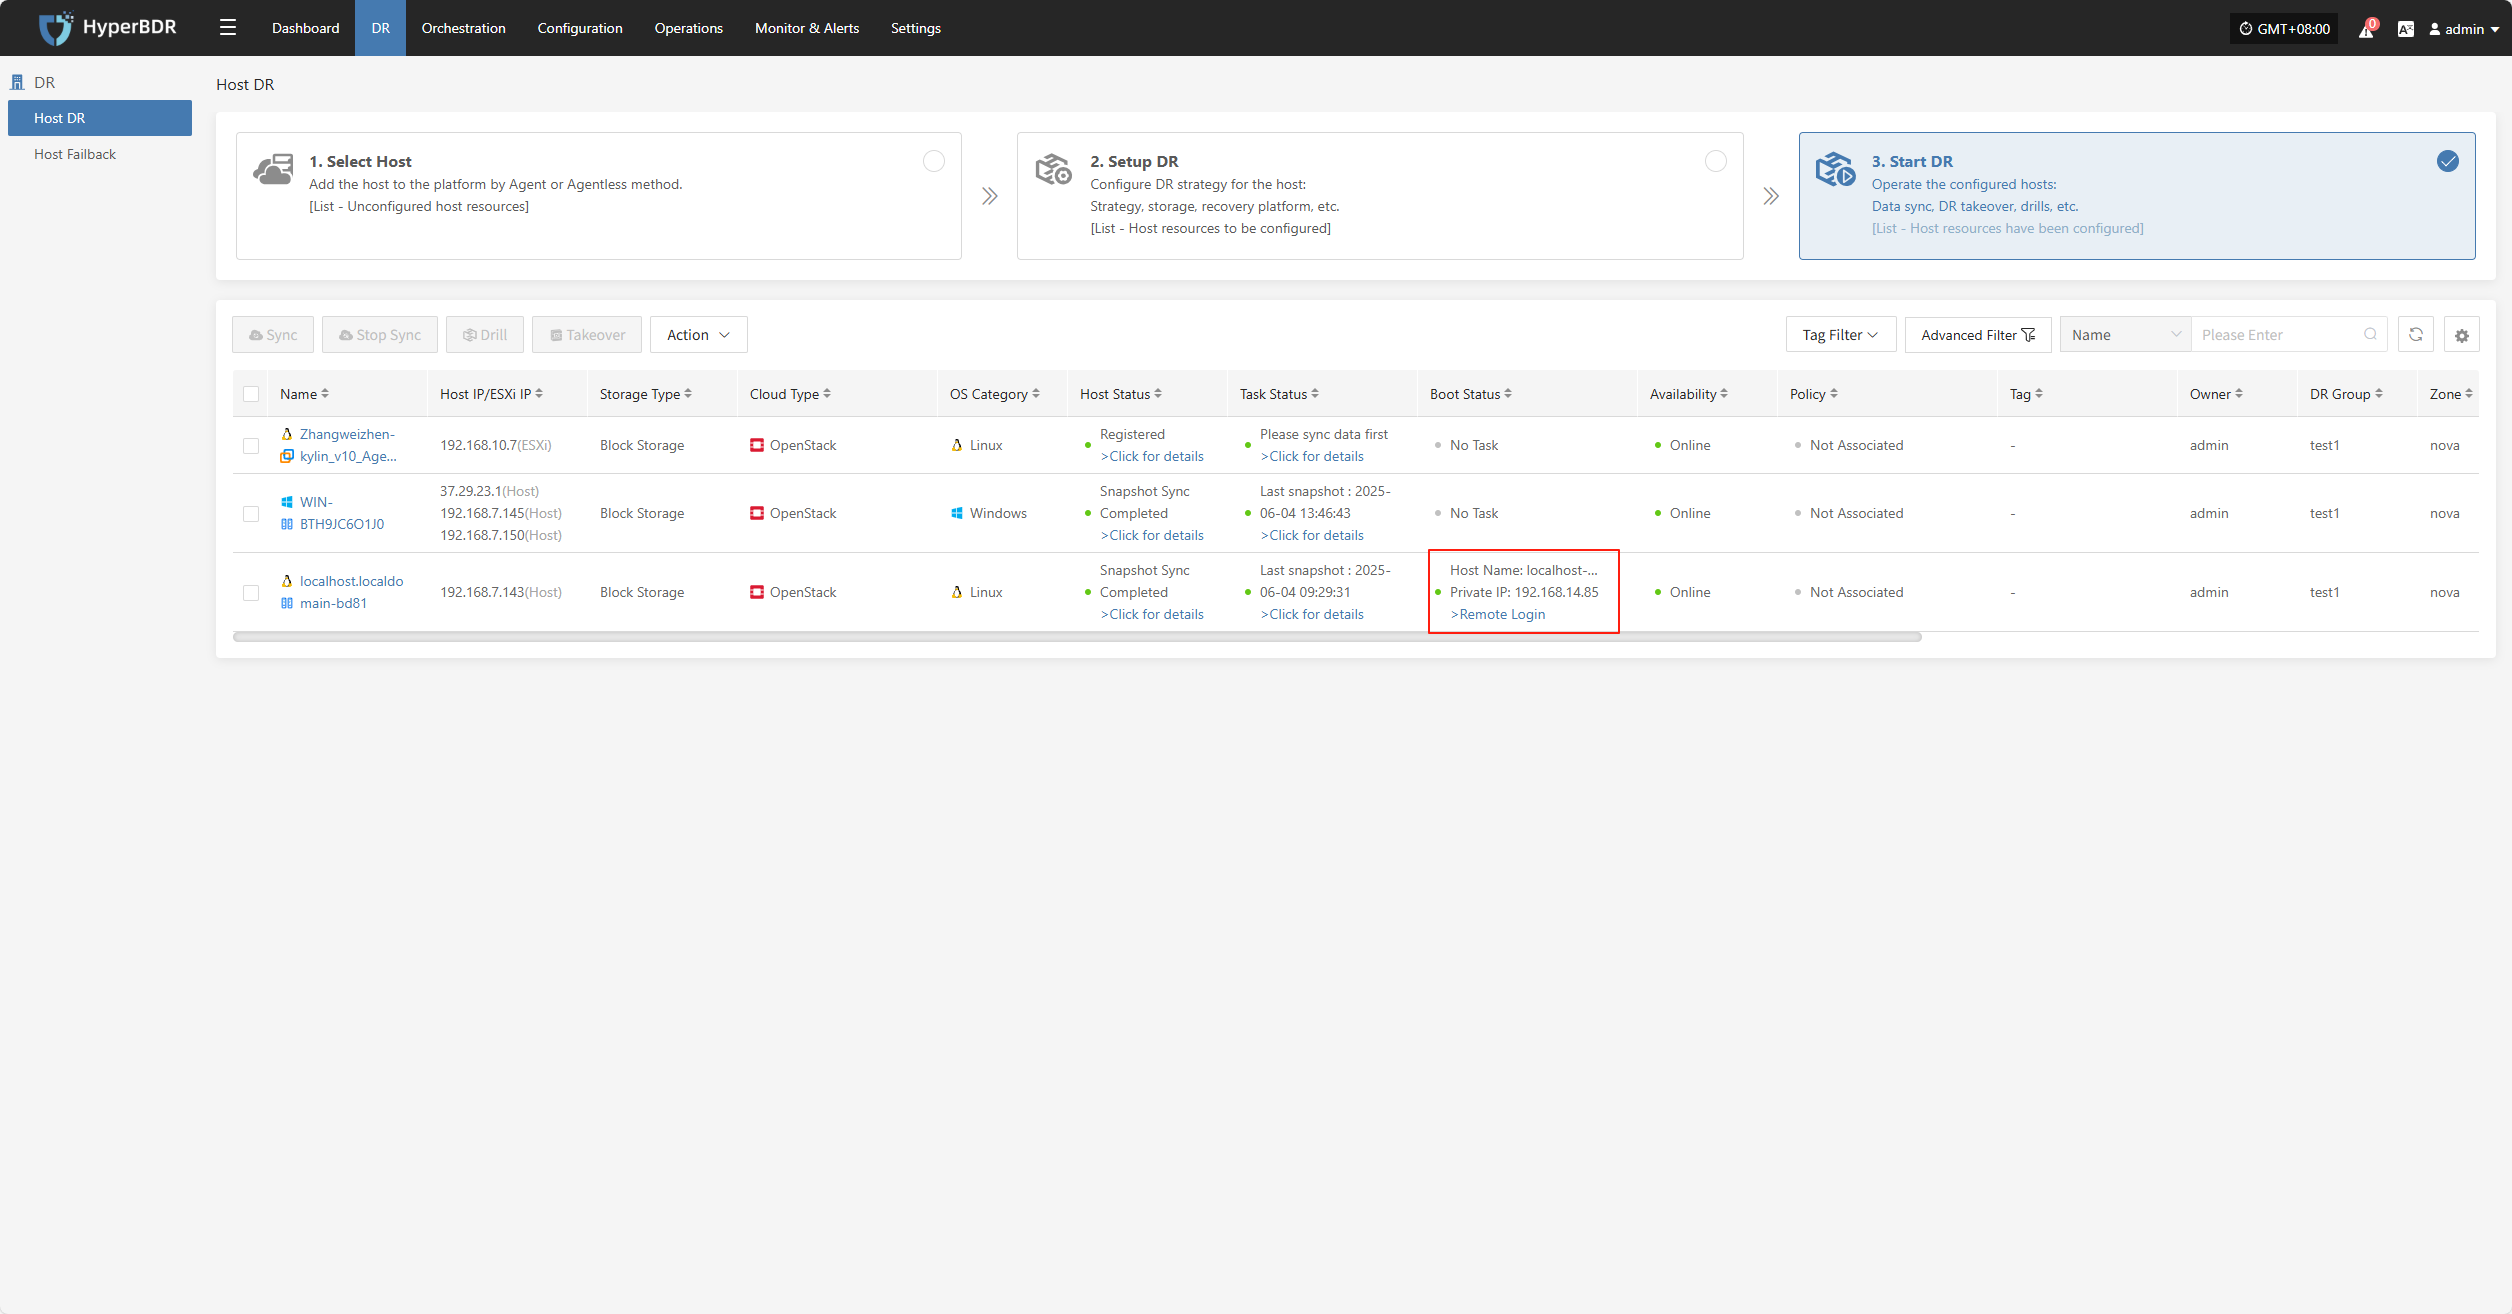 HyperBDR
Dashboard
DR
Orchestration
Configuration
Operations
Monitor & Alerts
Settings
GMT+08:00
0
admin
DR
Host DR
Host Failback
Host DR
1. Select Host
Add the host to the platform by Agent or Agentless method.
[List - Unconfigured host resources]
2. Setup DR
Configure DR strategy for the host:
Strategy, storage, recovery platform, etc.
[List - Host resources to be configured]
3. Start DR
Operate the configured hosts:
Data sync, DR takeover, drills, etc.
[List - Host resources have been configured]
Sync
Stop Sync
Drill
Takeover
Action
Tag Filter
Advanced Filter
Name
Please Enter
Name
Host IP/ESXi IP
Storage Type
Cloud Type
OS Category
Host Status
Task Status
Boot Status
Availability
Policy
Tag
Owner
DR Group
Zone
Zhangweizhen-
kylin_v10_Age...
192.168.10.7(ESXi)
Block Storage
OpenStack
Linux
Registered
>Click for details
Please sync data first
>Click for details
No Task
Online
Not Associated
-
admin
test1
nova
WIN-
BTH9JC6O1J0
37.29.23.1(Host)
192.168.7.145(Host)
192.168.7.150(Host)
Block Storage
OpenStack
Windows
Snapshot Sync
Completed
>Click for details
Last snapshot : 2025-
06-04 13:46:43
>Click for details
No Task
Online
Not Associated
-
admin
test1
nova
localhost.localdo
main-bd81
192.168.7.143(Host)
Block Storage
OpenStack
Linux
Snapshot Sync
Completed
>Click for details
Last snapshot : 2025-
06-04 09:29:31
>Click for details
Host Name: localhost-...
Private IP: 192.168.14.85
>Remote Login
Online
Not Associated
-
admin
test1
nova